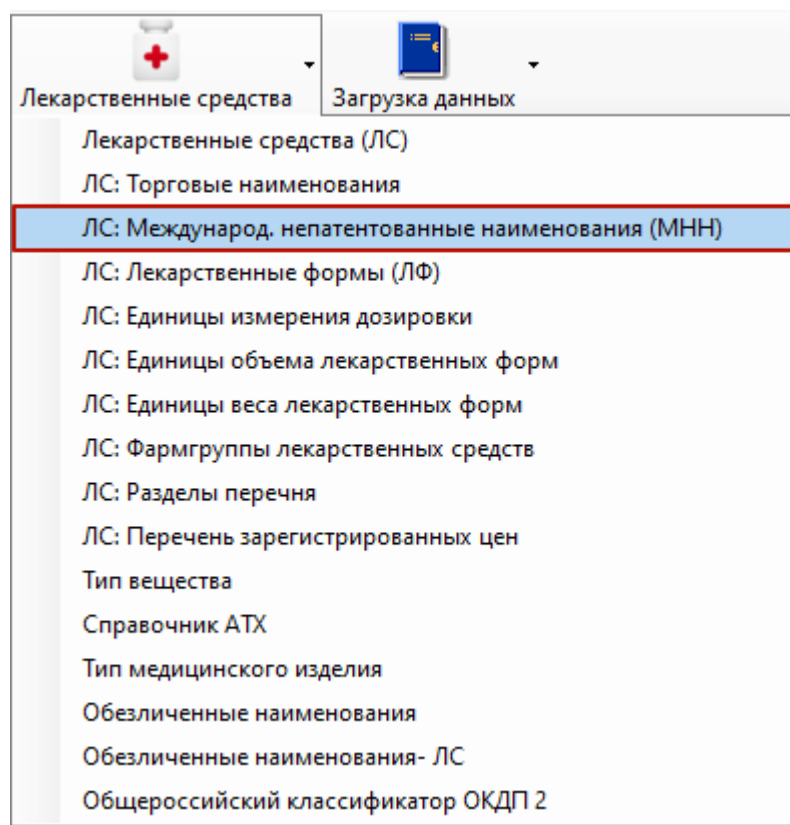 Лекарственные средства
Загрузка данных
Лекарственные средства (ЛС)
ЛС: Торговые наименования
ЛС: Международ. непатентованные наименования (МНН)
ЛС: Лекарственные формы (ЛФ)
ЛС: Единицы измерения дозировки
ЛС: Единицы объема лекарственных форм
ЛС: Единицы веса лекарственных форм
ЛС: Фармгруппы лекарственных средств
ЛС: Разделы перечня
ЛС: Перечень зарегистрированных цен
Тип вещества
Справочник АТХ
Тип медицинского изделия
Обезличенные наименования
Обезличенные наименования- ЛС
Общероссийский классификатор ОКДП 2